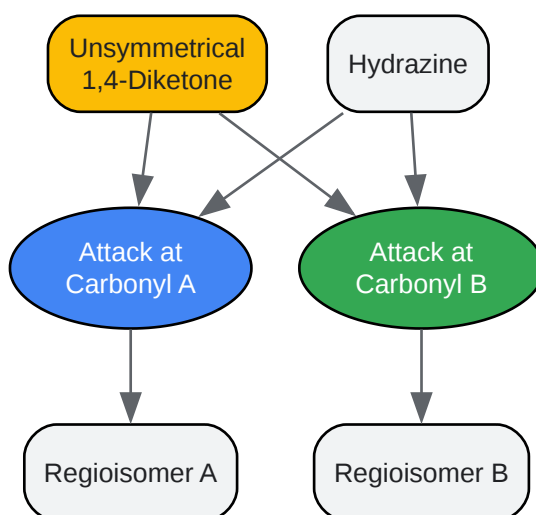 Unsymmetrical
1,4-Diketone
Hydrazine
Attack at
Carbonyl A
Attack at
Carbonyl B
Regioisomer A
Regioisomer B